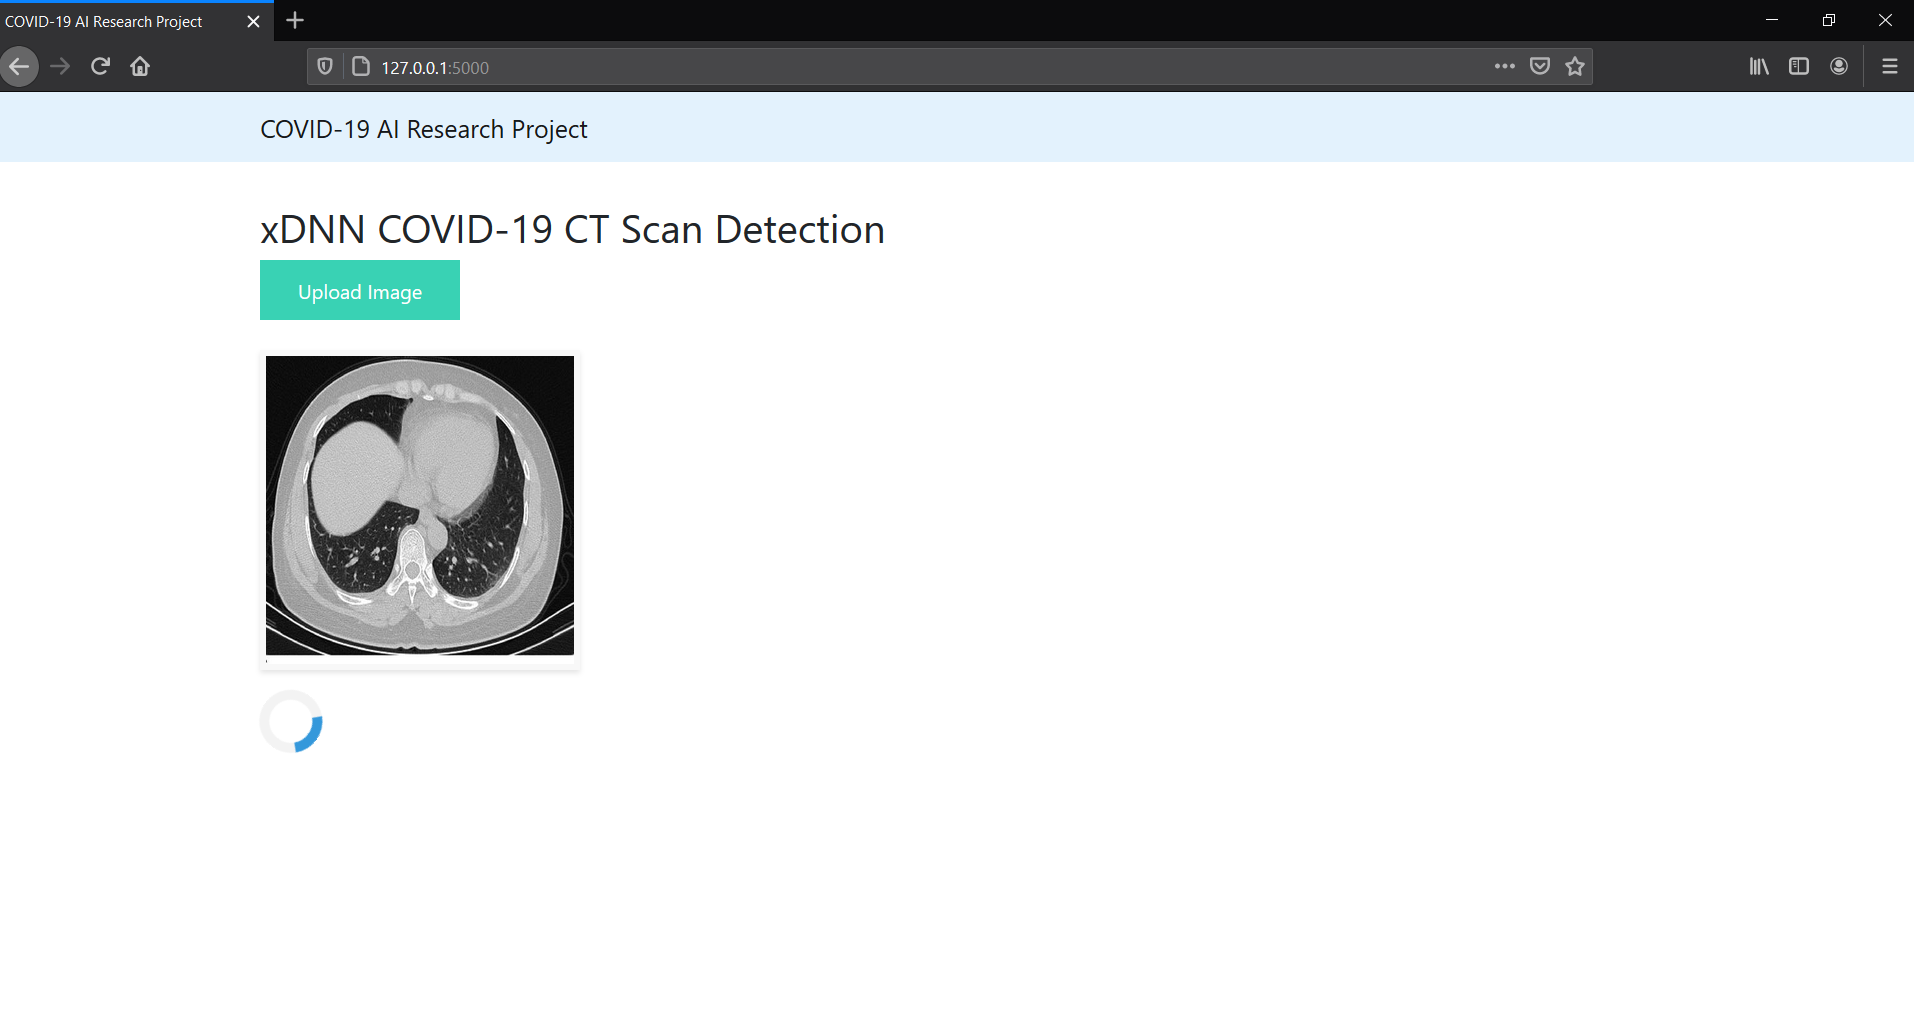 COVID-19 AI Research Project
127.0.0.1:5000
COVID-19 AI Research Project
xDNN COVID-19 CT Scan Detection
Upload Image